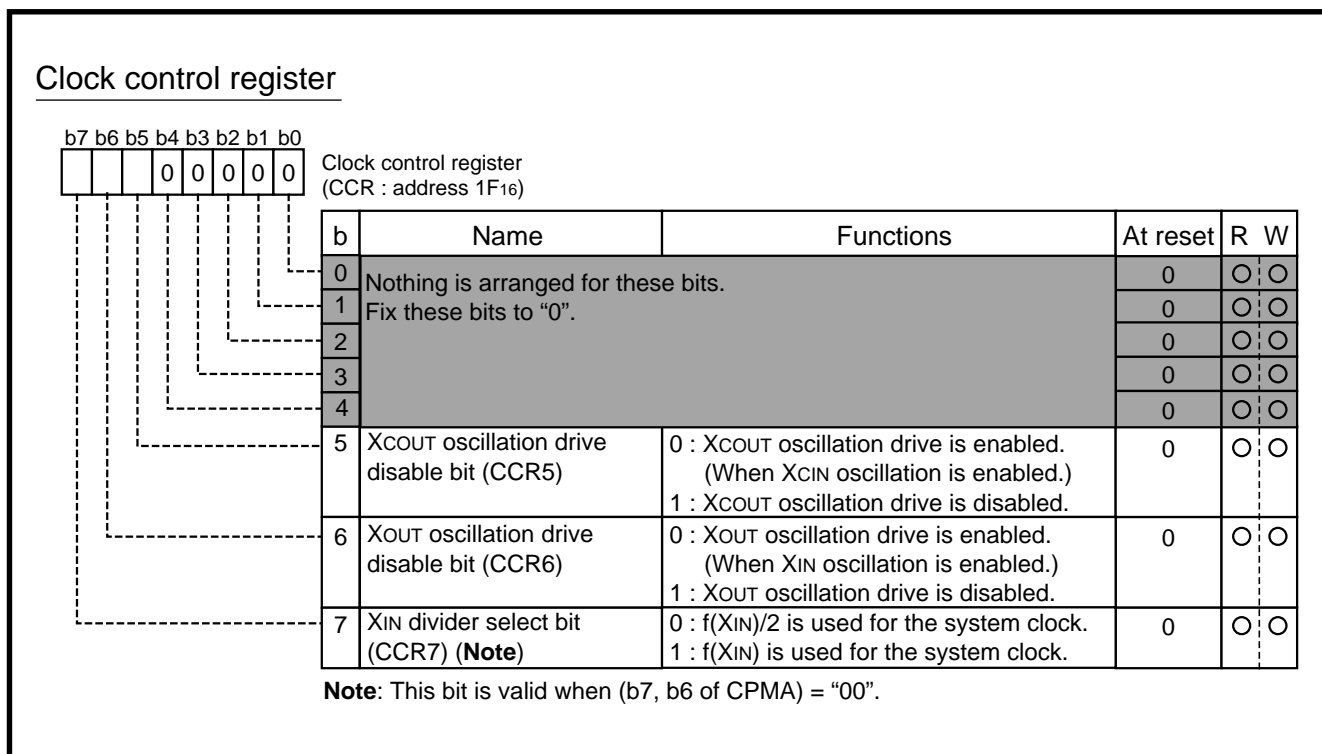 Clock control register
b7 b6 b5 b4 b3 b2 b1 b0
0 0 0 0 0
Clock control register
(CCR : address 1F16)
b Name Functions At reset R W
0 Nothing is arranged for these bits. 0 O O
1 Fix these bits to “0”. 0 O O
2 0 O O
3 0 O O
4 0 O O
5 XCOUT oscillation drive 0 : XCOUT oscillation drive is enabled. 0 O O
disable bit (CCR5) (When XCIN oscillation is enabled.)
1 : XCOUT oscillation drive is disabled.
6 XOUT oscillation drive 0 : XOUT oscillation drive is enabled. 0 O O
disable bit (CCR6) (When XIN oscillation is enabled.)
1 : XOUT oscillation drive is disabled.
7 XIN divider select bit 0 : f(XIN)/2 is used for the system clock. 0 O O
(CCR7) (Note) 1 : f(XIN) is used for the system clock.
Note: This bit is valid when (b7, b6 of CPMA) = “00”.